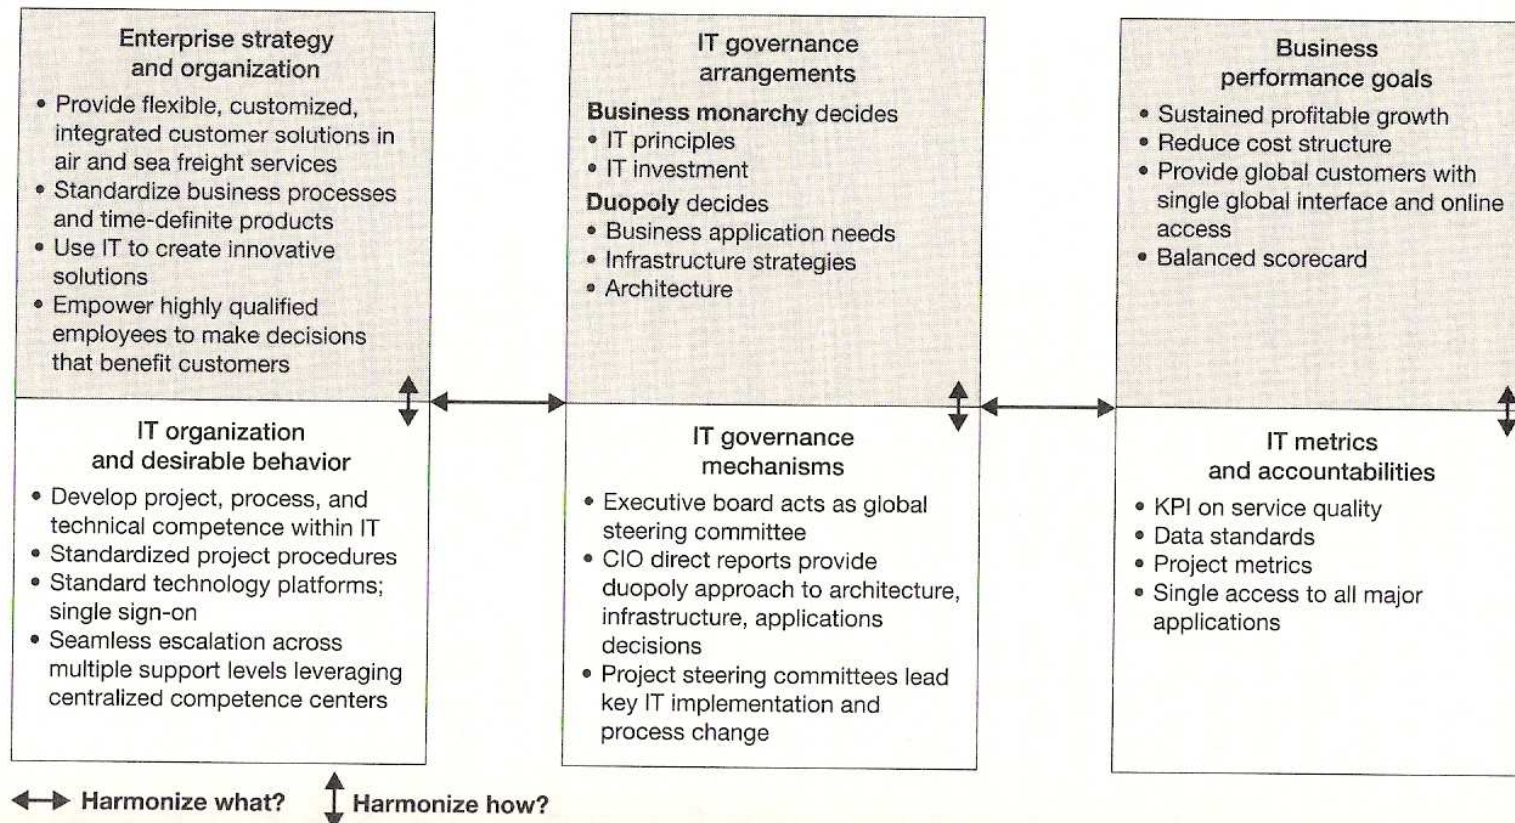 Enterprise strategy
and organization
• Provide flexible, customized,
integrated customer solutions in
air and sea freight services
• Standardize business processes
and time-definite products
• Use IT to create innovative
solutions
• Empower highly qualified
employees to make decisions
that benefit customers
IT organization
and desirable behavior
• Develop project, process, and
technical competence within IT
• Standardized project procedures
• Standard technology platforms;
single sign-on
• Seamless escalation across
multiple support levels leveraging
centralized competence centers
IT governance
arrangements
Business monarchy decides
• IT principles
• IT investment
Duopoly decides
• Business application needs
• Infrastructure strategies
• Architecture
IT governance
mechanisms
• Executive board acts as global
steering committee
• CIO direct reports provide
duopoly approach to architecture,
infrastructure, applications
decisions
• Project steering committees lead
key IT implementation and
process change
Business
performance goals
• Sustained profitable growth
• Reduce cost structure
• Provide global customers with
single global interface and online
access
• Balanced scorecard
IT metrics
and accountabilities
• KPI on service quality
• Data standards
• Project metrics
• Single access to all major
applications
Harmonize what?
Harmonize how?